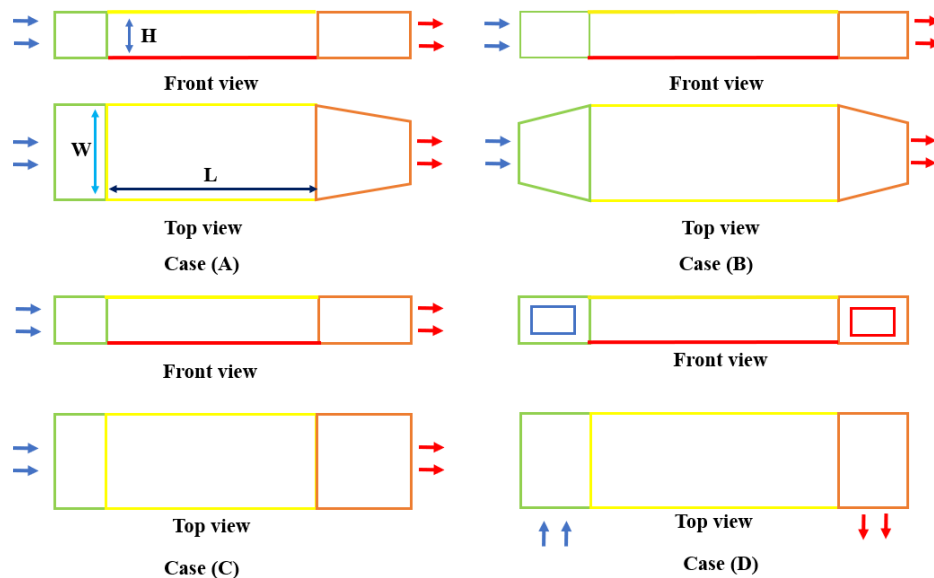 H
Front view
W
L
Top view
Case (A)
Front view
Top view
Case (B)
Front view
Top view
Case (C)
Front view
Top view
Case (D)